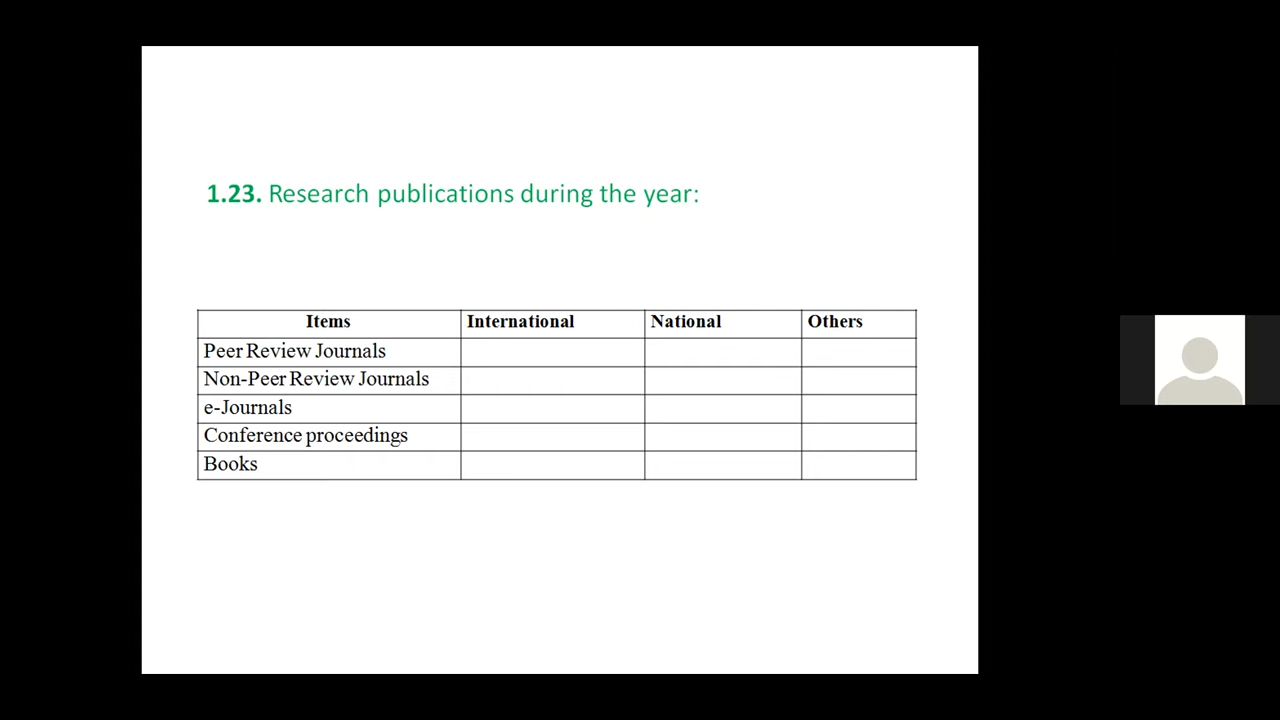 1.23. Research publications during the year:
Items International National Others
Peer Review Journals
Non-Peer Review Journals
e-Journals
Conference proceedings
Books